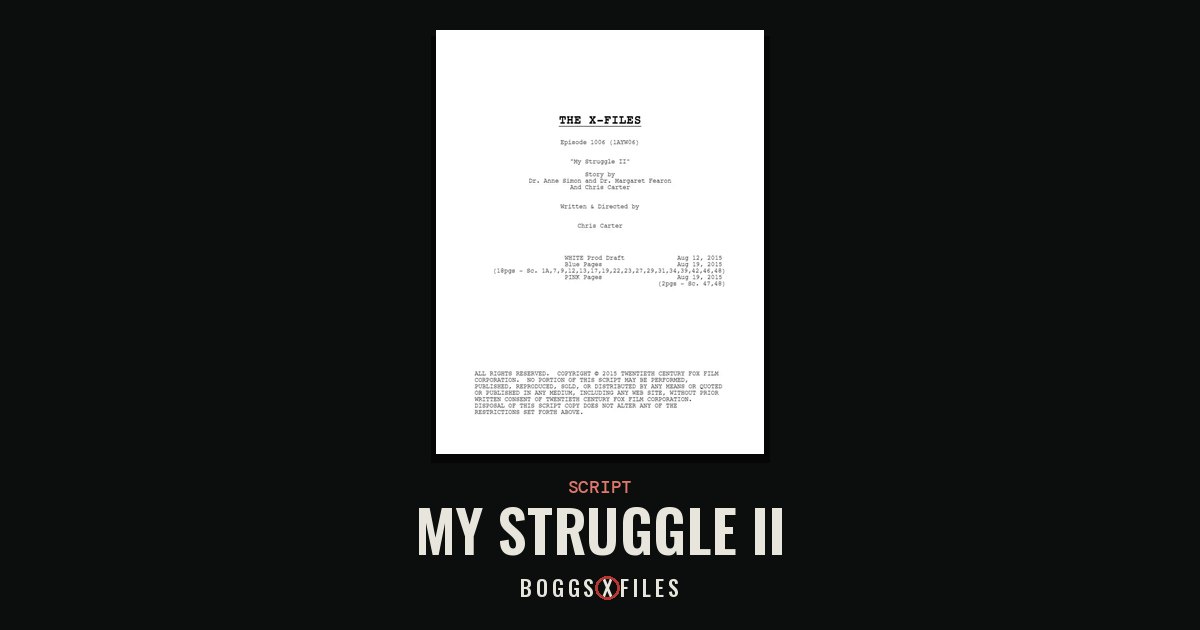 THE X-FILES
Episode 1006 (1AYW06)
"My Struggle II"
Story by
Dr. Anne Simon and Dr. Margaret Fearon
And Chris Carter
Written & Directed by
Chris Carter
WHITE Prod Draft Aug 12, 2015
Blue Pages Aug 19, 2015
(18pgs - Sc. 1A,7,9,12,13,17,19,22,23,27,29,31,34,39,42,46,48)
PINK Pages Aug 19, 2015
(2pgs - Sc. 47,48)
ALL RIGHTS RESERVED. COPYRIGHT © 2015 TWENTIETH CENTURY FOX FILM
CORPORATION. NO PORTION OF THIS SCRIPT MAY BE PERFORMED,
PUBLISHED, REPRODUCED, SOLD, OR DISTRIBUTED BY ANY MEANS OR QUOTED
OR PUBLISHED IN ANY MEDIUM, INCLUDING ANY WEB SITE, WITHOUT PRIOR
WRITTEN CONSENT OF TWENTIETH CENTURY FOX FILM CORPORATION.
DISPOSAL OF THIS SCRIPT COPY DOES NOT ALTER ANY OF THE
RESTRICTIONS SET FORTH ABOVE.
SCRIPT
MY STRUGGLE II
BOGGSXFILES